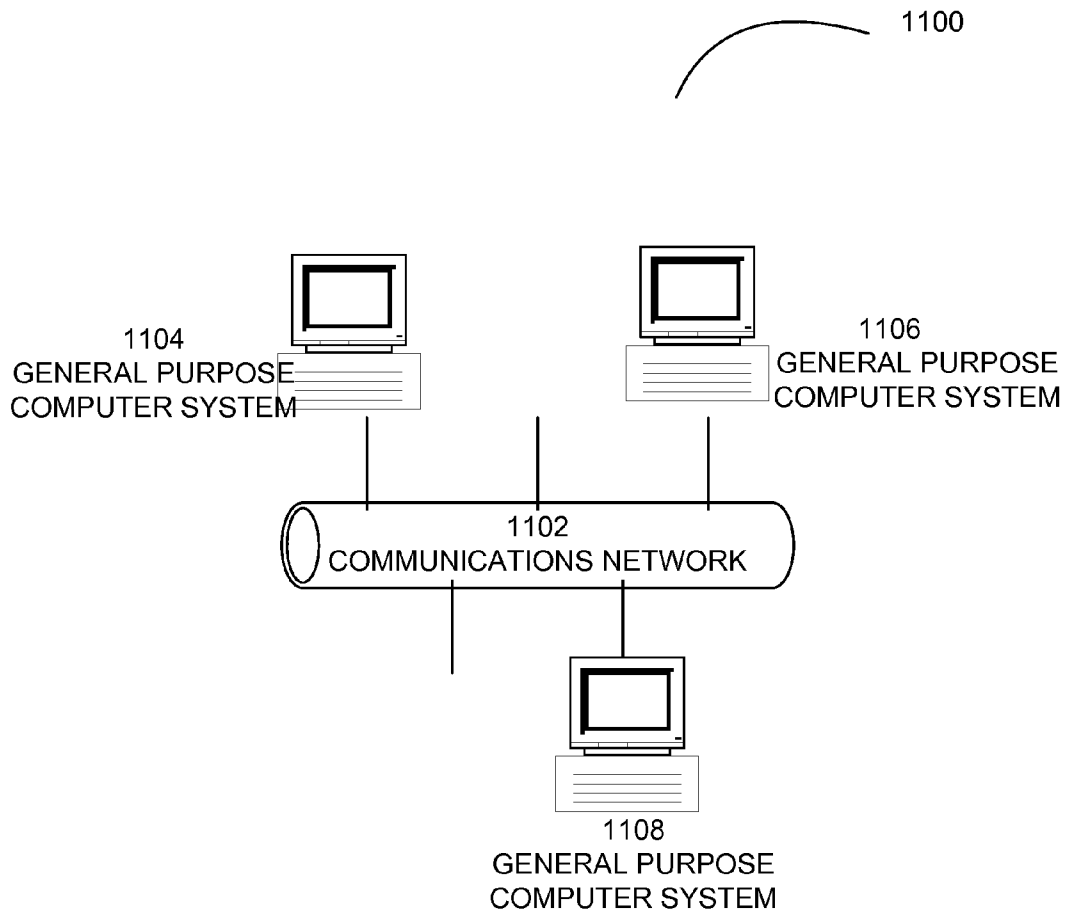 1100
1104
GENERAL PURPOSE
COMPUTER SYSTEM
1106
GENERAL PURPOSE
COMPUTER SYSTEM
1102
COMMUNICATIONS NETWORK
1108
GENERAL PURPOSE
COMPUTER SYSTEM